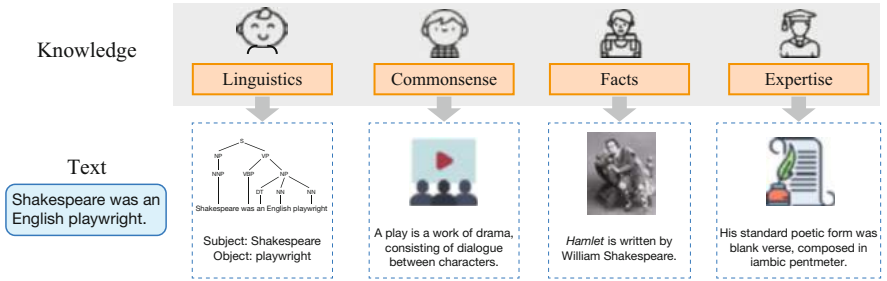 Knowledge
Linguistics
Commonsense
Facts
Expertise
Text
Shakespeare was an
English playwright.
S
NP
VP
NNP
VBP
NP
DT
NN
NN
Shakespeare was an English playwright
Subject: Shakespeare
Object: playwright
A play is a work of drama,
consisting of dialogue
between characters.
Hamlet is written by
William Shakespeare.
His standard poetic form was
blank verse, composed in
iambic pentmeter.